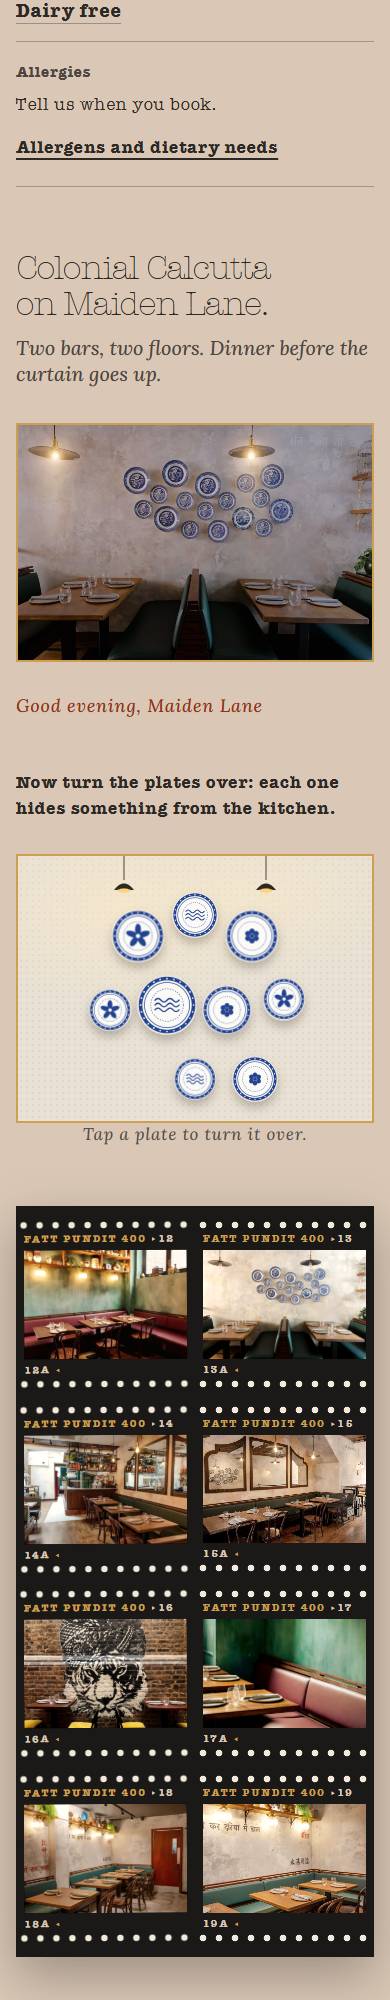 Dairy free
Allergies
Tell us when you book.
Allergens and dietary needs
Colonial Calcutta
on Maiden Lane.
Two bars, two floors. Dinner before the
curtain goes up.
Good evening, Maiden Lane
Now turn the plates over: each one
hides something from the kitchen.
Tap a plate to turn it over.
FATT PUNDIT 400 ▸12
FATT PUNDIT 400 ▸13
12A ◂
13A ◂
FATT PUNDIT 400 ▸14
FATT PUNDIT 400 ▸15
14A ◂
15A ◂
FATT PUNDIT 400 ▸16
FATT PUNDIT 400 ▸17
16A ◂
17A ◂
FATT PUNDIT 400 ▸18
FATT PUNDIT 400 ▸19
18A ◂
19A ◂